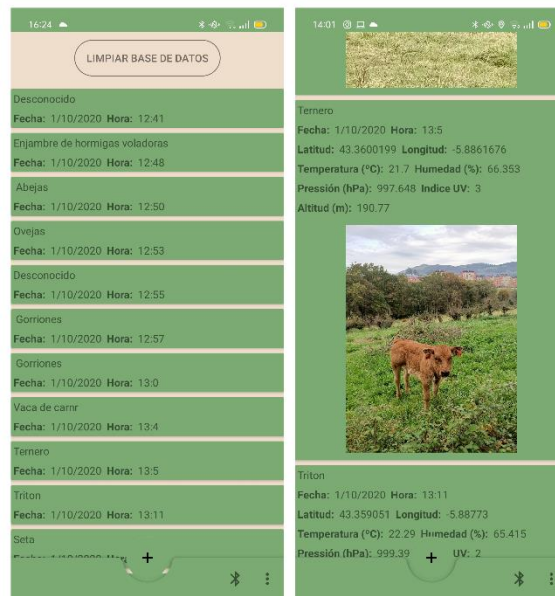 16:24
LIMPIAR BASE DE DATOS
Desconocido
Fecha: 1/10/2020 Hora: 12:41
Enjambre de hormigas voladoras
Fecha: 1/10/2020 Hora: 12:48
Abejas
Fecha: 1/10/2020 Hora: 12:50
Ovejas
Fecha: 1/10/2020 Hora: 12:53
Desconocido
Fecha: 1/10/2020 Hora: 12:55
Gorriones
Fecha: 1/10/2020 Hora: 12:57
Gorriones
Fecha: 1/10/2020 Hora: 13:0
Vaca de carnr
Fecha: 1/10/2020 Hora: 13:4
Ternero
Fecha: 1/10/2020 Hora: 13:5
Triton
Fecha: 1/10/2020 Hora: 13:11
Seta
+
14:01
Ternero
Fecha: 1/10/2020 Hora: 13:5
Latitud: 43.3600199 Longitud: -5.8861676
Temperatura (ºC): 21.7 Humedad (%): 66.353
Pressión (hPa): 997.648 Indice UV: 3
Altitud (m): 190.77
Triton
Fecha: 1/10/2020 Hora: 13:11
Latitud: 43.359051 Longitud: -5.88773
Temperatura (ºC): 22.29 Humedad (%): 65.415
Pressión (hPa): 999.39 UV: 2
+